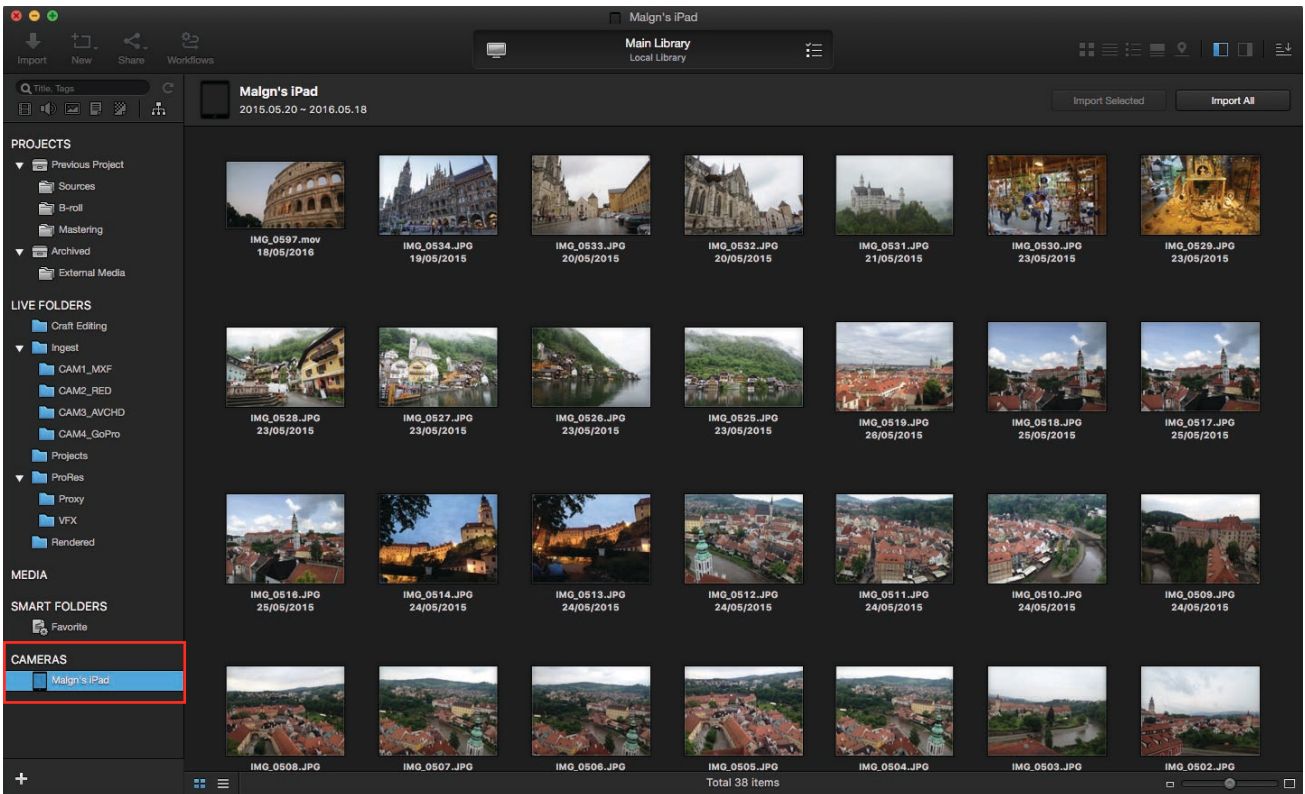 Malgn's iPad
Import
New
Share
Workflows
Main Library
Local Library
Title, Tags
Malgn's iPad
2015.05.20 ~ 2016.05.18
Import Selected
Import All
PROJECTS
Previous Project
Sources
B-roll
Mastering
Archived
External Media
LIVE FOLDERS
Craft Editing
Ingest
CAM1_MXF
CAM2_RED
CAM3_AVCHD
CAM4_GoPro
Projects
ProRes
Proxy
VFX
Rendered
MEDIA
SMART FOLDERS
Favorite
CAMERAS
Malgn's iPad
IMG_0597.mov
18/05/2016
IMG_0534.JPG
19/05/2015
IMG_0533.JPG
20/05/2015
IMG_0532.JPG
20/05/2015
IMG_0531.JPG
21/05/2015
IMG_0530.JPG
23/05/2015
IMG_0529.JPG
23/05/2015
IMG_0528.JPG
23/05/2015
IMG_0527.JPG
23/05/2015
IMG_0526.JPG
23/05/2015
IMG_0525.JPG
23/05/2015
IMG_0519.JPG
26/05/2015
IMG_0518.JPG
25/05/2015
IMG_0517.JPG
25/05/2015
IMG_0516.JPG
25/05/2015
IMG_0514.JPG
24/05/2015
IMG_0513.JPG
24/05/2015
IMG_0512.JPG
24/05/2015
IMG_0511.JPG
24/05/2015
IMG_0510.JPG
24/05/2015
IMG_0509.JPG
24/05/2015
IMG_0508.JPG
IMG_0507.JPG
IMG_0506.JPG
IMG_0505.JPG
IMG_0504.JPG
IMG_0503.JPG
IMG_0502.JPG
Total 38 items